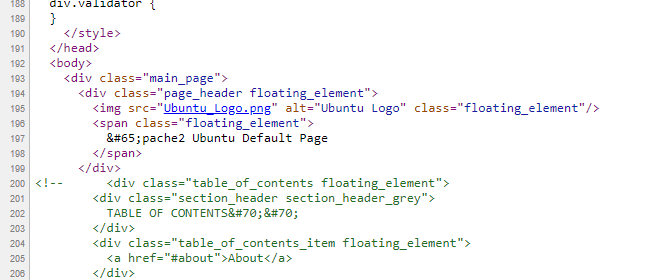 188 div.validator {
189 }
190 </style>
191 </head>
192 <body>
193 <div class="main_page">
194 <div class="page_header floating_element">
195 <img src="Ubuntu_Logo.png" alt="Ubuntu Logo" class="floating_element"/>
196 <span class="floating_element">
197 &#65;pache2 Ubuntu Default Page
198 </span>
199 </div>
200 <!-- <div class="table_of_contents floating_element">
201 <div class="section_header section_header_grey">
202 TABLE OF CONTENTS&#70;&#70;
203 </div>
204 <div class="table_of_contents_item floating_element">
205 <a href="#about">About</a>
206 </div>